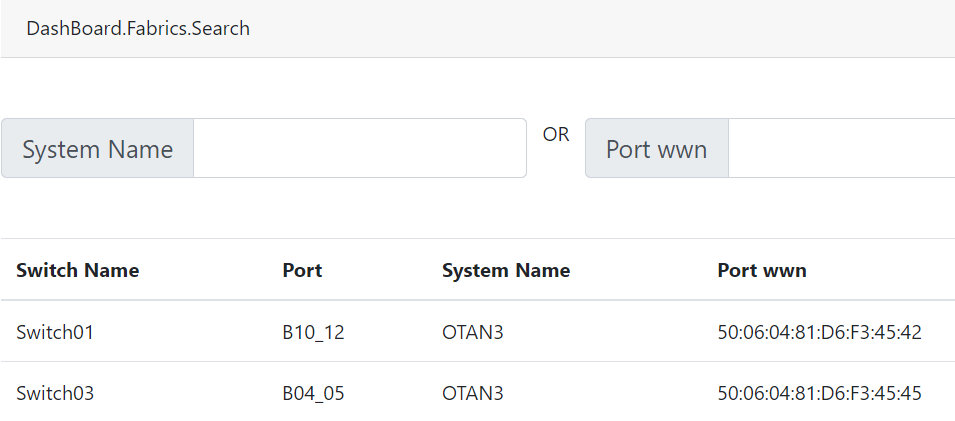 DashBoard.Fabrics.Search
System Name OR Port wwn
Switch Name Port System Name Port wwn
Switch01 B10_12 OTAN3 50:06:04:81:D6:F3:45:42
Switch03 B04_05 OTAN3 50:06:04:81:D6:F3:45:45